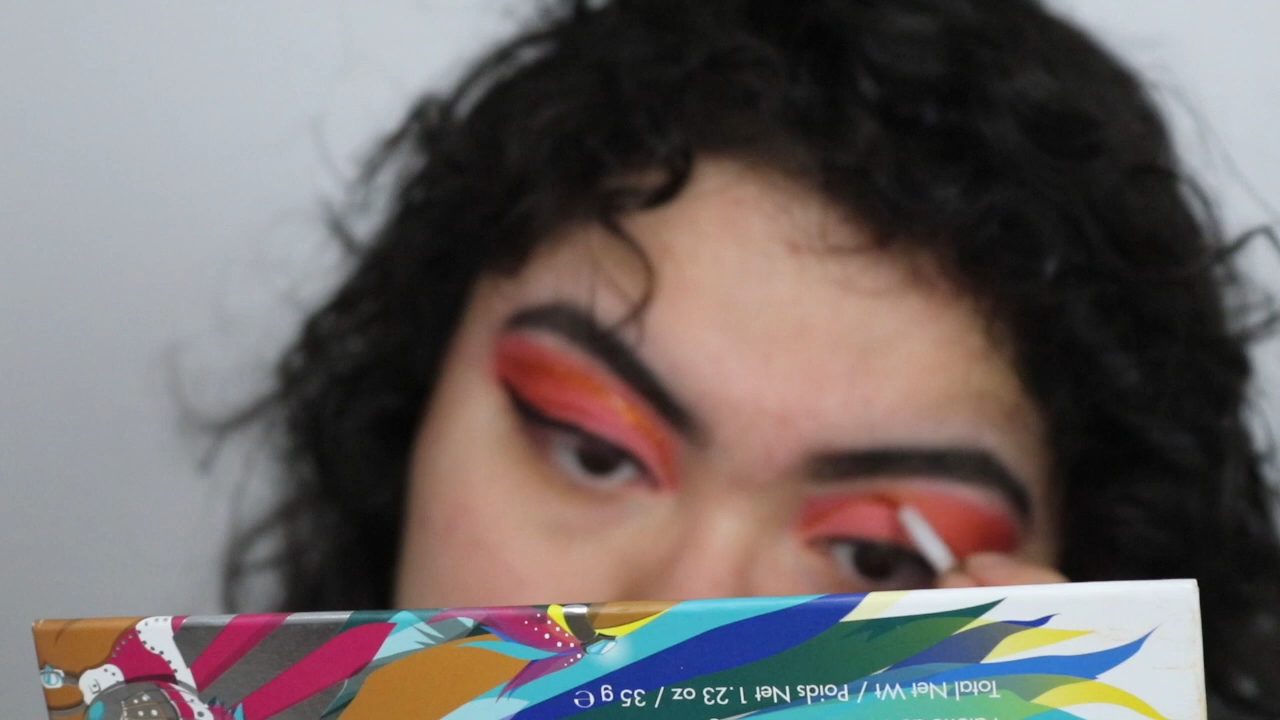 Total Net Wt / Poids Net 1.23 oz / 35 g ℮